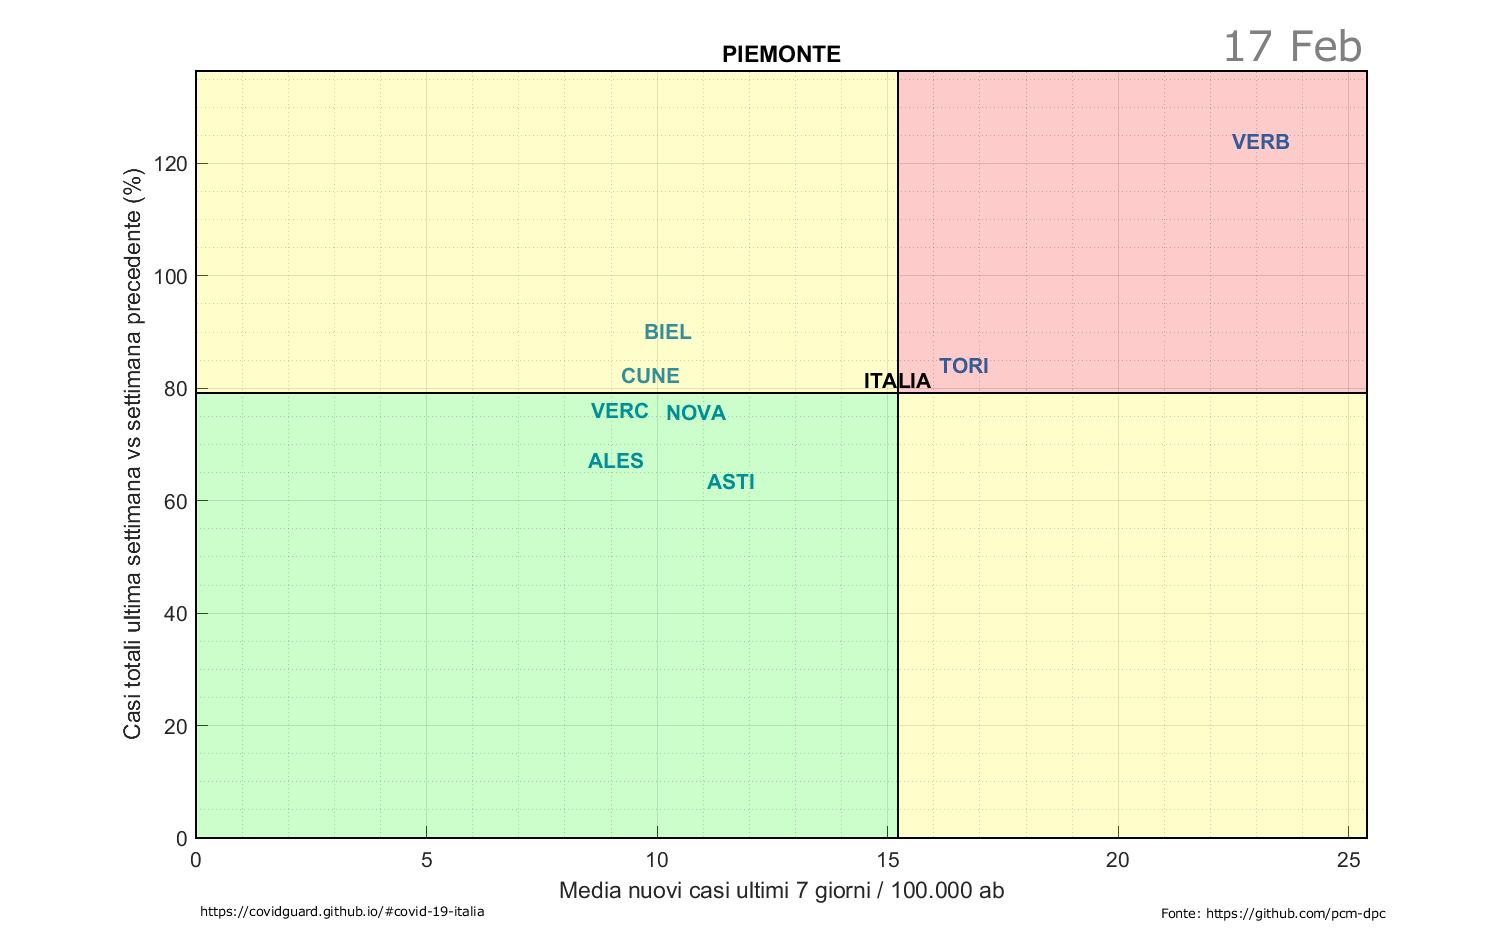 17 Feb
PIEMONTE
Casi totali ultima settimana vs settimana precedente (%)
120
100
80
60
40
20
0
VERB
BIEL
TORI
CUNE
ITALIA
VERC NOVA
ALES
ASTI
0 5 10 15 20 25
Media nuovi casi ultimi 7 giorni / 100.000 ab
https://covidguard.github.io/#covid-19-italia
Fonte: https://github.com/pcm-dpc